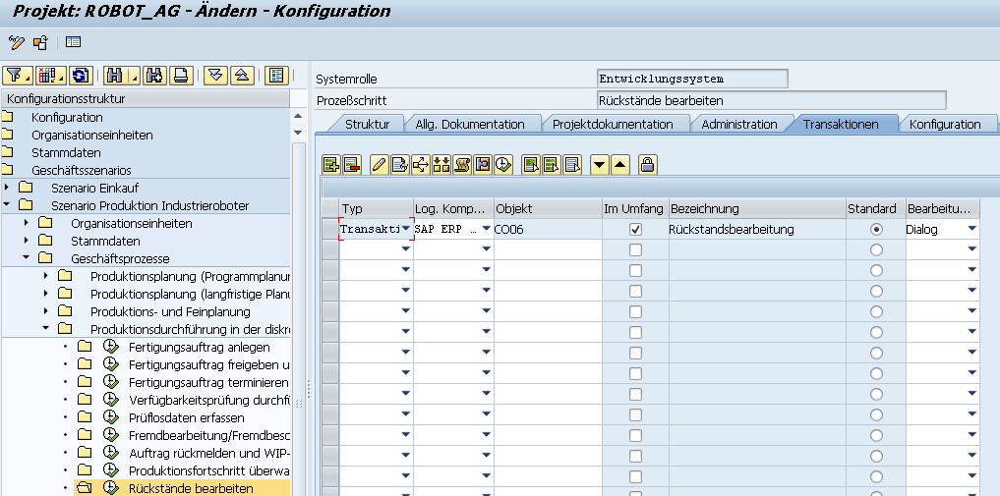 Projekt: ROBOT_AG - Ändern - Konfiguration
Systemrolle Entwicklungssystem
Prozeßschritt Rückstände bearbeiten
Struktur Allg. Dokumentation Projektdokumentation Administration Transaktionen Konfiguration
Konfigurationsstruktur
Konfiguration
Organisationseinheiten
Stammdaten
Geschäftsszenarios
Szenario Einkauf
Szenario Produktion Industrieroboter
Organisationseinheiten
Stammdaten
Geschäftsprozesse
Produktionsplanung (Programmplanu
Produktionsplanung (langfristige Planu
Produktions- und Feinplanung
Produktionsdurchführung in der diskre
Fertigungsauftrag anlegen
Fertigungsauftrag freigeben u
Fertigungsauftrag terminieren
Verfügbarkeitsprüfung durchfü
Prüflosdaten erfassen
Fremdbearbeitung/Fremdbesc
Auftrag rückmelden und WIP-
Produktionsfortschritt überwa
Rückstände bearbeiten
Typ Log. Komp... Objekt Im Umfang Bezeichnung Standard Bearbeitu...
Transakti SAP ERP ... CO06 Rückstandsbearbeitung Dialog